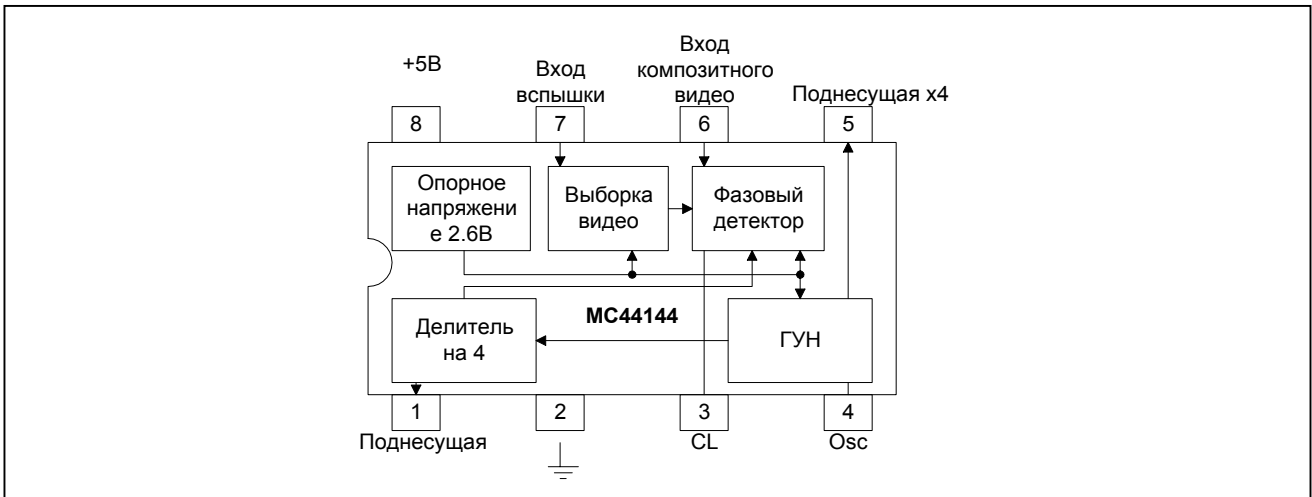 +5В
Вход
вспышки
Вход
композитного
видео
Поднесущая x4
8
7
6
5
Опорное
напряжени
е 2.6В
Выборка
видео
Фазовый
детектор
MC44144
Делитель
на 4
ГУН
1
2
3
4
Поднесущая
CL
Osc